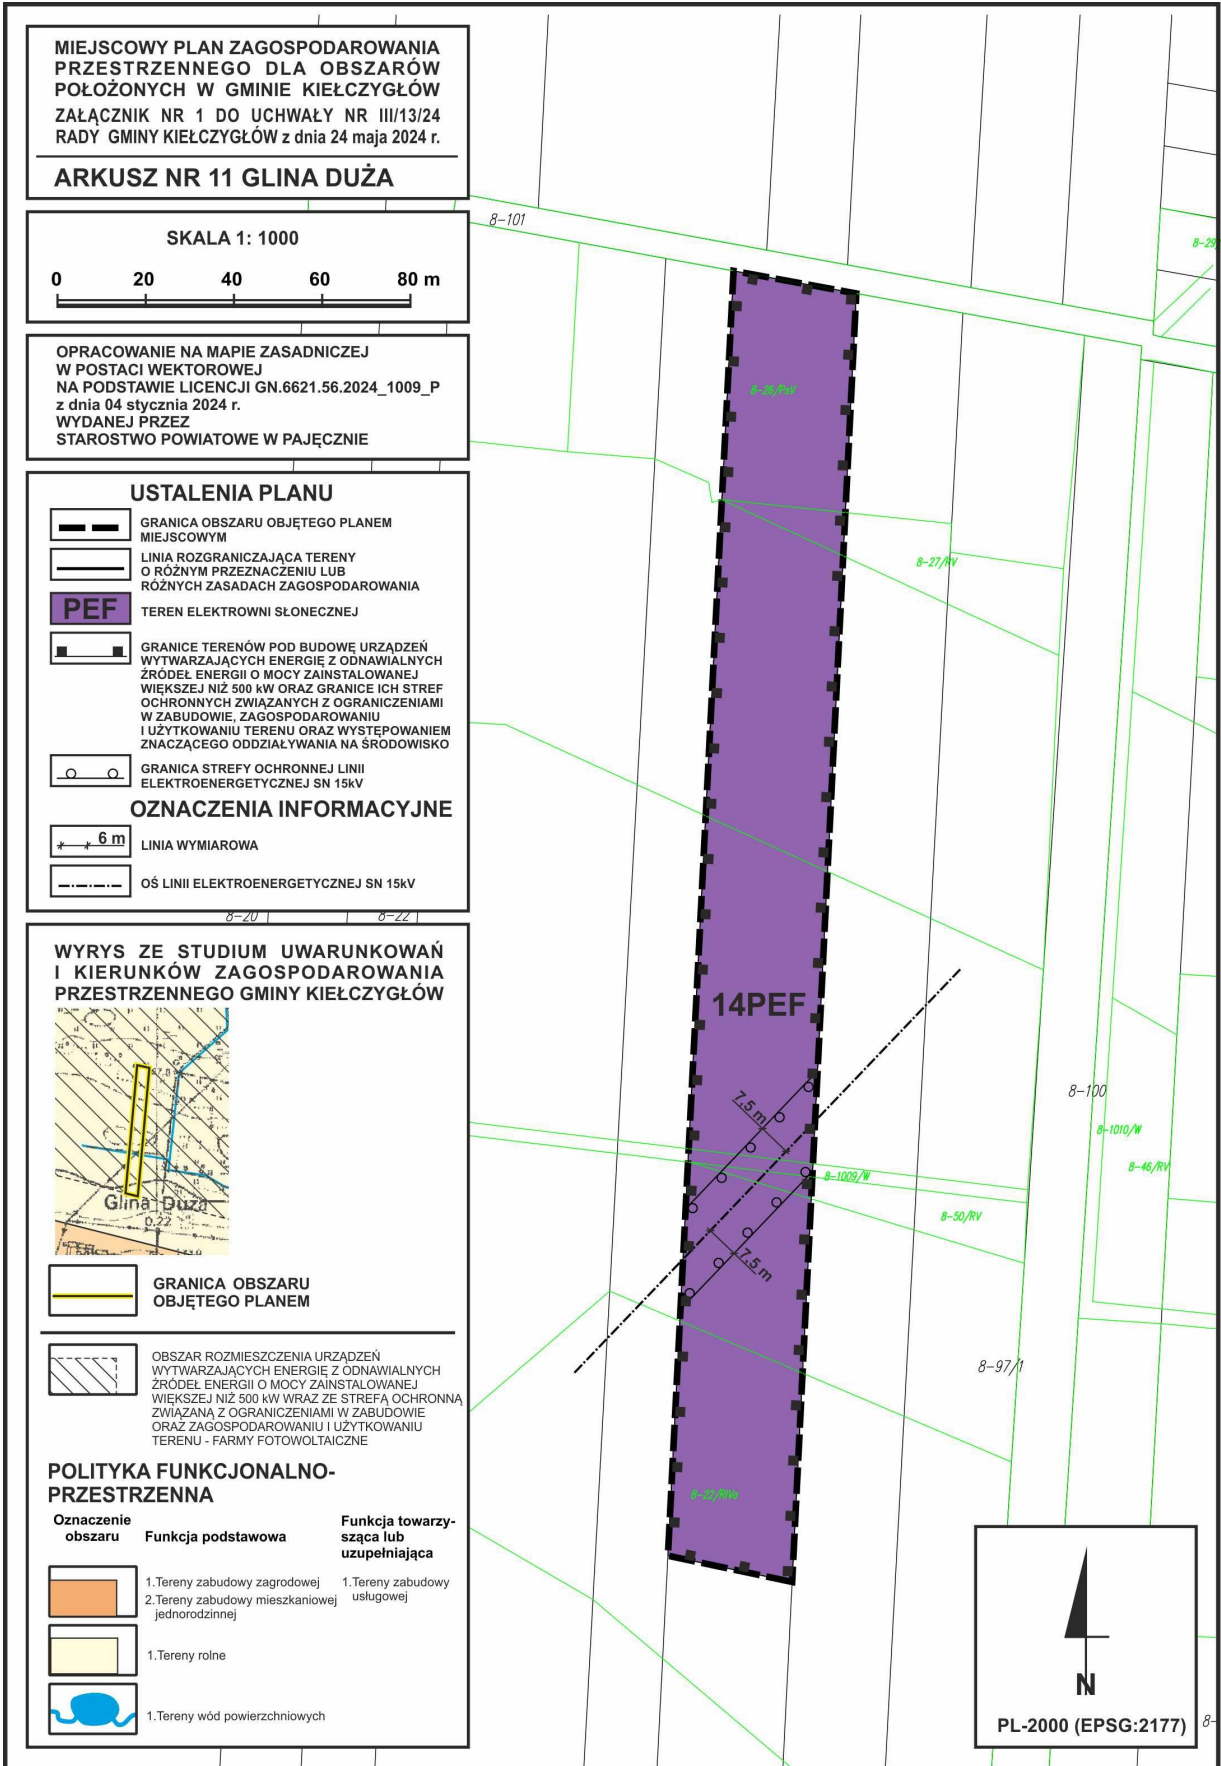 MIEJSCOWY PLAN ZAGOSPODAROWANIA
PRZESTRZENNEGO DLA OBSZARÓW
POŁOŻONYCH W GMINIE KIEŁCZYGŁÓW
ZAŁĄCZNIK NR 1 DO UCHWAŁY NR III/13/24
RADY GMINY KIEŁCZYGŁÓW z dnia 24 maja 2024 r.
ARKUSZ NR 11 GLINA DUŻA
SKALA 1: 1000
0 20 40 60 80 m
OPRACOWANIE NA MAPIE ZASADNICZEJ
W POSTACI WEKTOROWEJ
NA PODSTAWIE LICENCJI GN.6621.56.2024_1009_P
z dnia 04 stycznia 2024 r.
WYDANEJ PRZEZ
STAROSTWO POWIATOWE W PAJĘCZNIE
USTALENIA PLANU
GRANICA OBSZARU OBJĘTEGO PLANEM
MIEJSCOWYM
LINIA ROZGRANICZAJĄCA TERENY
O RÓŻNYM PRZEZNACZENIU LUB
RÓŻNYCH ZASADACH ZAGOSPODAROWANIA
PEF TEREN ELEKTROWNI SŁONECZNEJ
GRANICE TERENÓW POD BUDOWĘ URZĄDZEŃ
WYTWARZAJĄCYCH ENERGIĘ Z ODNAWIALNYCH
ŹRÓDEŁ ENERGII O MOCY ZAINSTALOWANEJ
WIĘKSZEJ NIŻ 500 kW ORAZ GRANICE ICH STREF
OCHRONNYCH ZWIĄZANYCH Z OGRANICZENIAMI
W ZABUDOWIE, ZAGOSPODAROWANIU
I UŻYTKOWANIU TERENU ORAZ WYSTĘPOWANIEM
ZNACZĄCEGO ODDZIAŁYWANIA NA ŚRODOWISKO
GRANICA STREFY OCHRONNEJ LINII
ELEKTROENERGETYCZNEJ SN 15kV
OZNACZENIA INFORMACYJNE
6 m LINIA WYMIAROWA
OŚ LINII ELEKTROENERGETYCZNEJ SN 15kV
8-20 8-22
WYRYS ZE STUDIUM UWARUNKOWAŃ
I KIERUNKÓW ZAGOSPODAROWANIA
PRZESTRZENNEGO GMINY KIEŁCZYGŁÓW
Glina Duża
0,22
GRANICA OBSZARU
OBJĘTEGO PLANEM
OBSZAR ROZMIESZCZENIA URZĄDZEŃ
WYTWARZAJĄCYCH ENERGIĘ Z ODNAWIALNYCH
ŹRÓDEŁ ENERGII O MOCY ZAINSTALOWANEJ
WIĘKSZEJ NIŻ 500 kW WRAZ ZE STREFĄ OCHRONNĄ
ZWIĄZANĄ Z OGRANICZENIAMI W ZABUDOWIE
ORAZ ZAGOSPODAROWANIU I UŻYTKOWANIU
TERENU - FARMY FOTOWOLTAICZNE
POLITYKA FUNKCJONALNO-
PRZESTRZENNA
Oznaczenie
obszaru
Funkcja podstawowa
Funkcja towarzy-
sząca lub
uzupełniająca
1.Tereny zabudowy zagrodowej
2.Tereny zabudowy mieszkaniowej
jednorodzinnej
1.Tereny zabudowy
usługowej
1.Tereny rolne
1.Tereny wód powierzchniowych
8-101
8-29
8-26/PsV
8-27/RV
14PEF
7,5 m
8-100
8-1010/W
8-46/RV
8-1009/W
8-50/RV
7,5 m
8-97/1
8-22/RIVa
N
PL-2000 (EPSG:2177)
8-